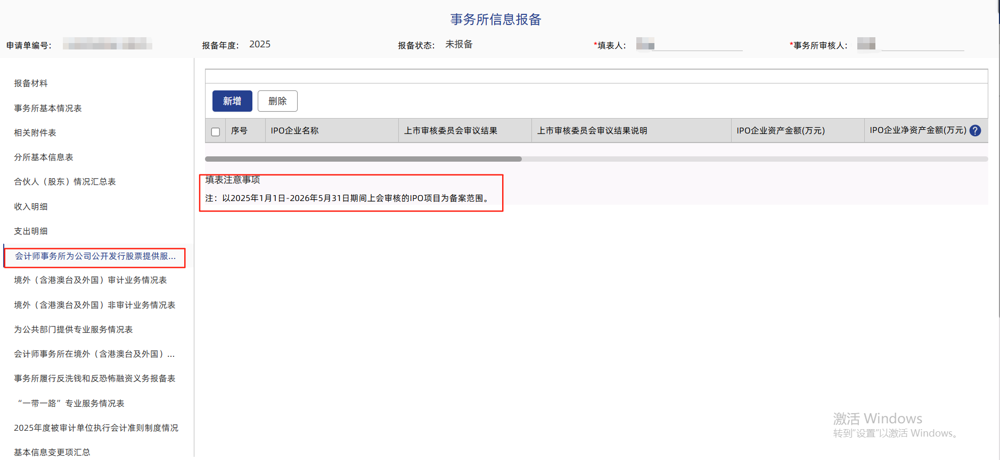 事务所信息报备
申请单编号： 报备年度： 2025 报备状态： 未报备 *填表人： *事务所审核人：
报备材料
事务所基本情况表
相关附件表
分所基本信息表
合伙人（股东）情况汇总表
收入明细
支出明细
会计师事务所为公司公开发行股票提供服...
境外（含港澳台及外国）审计业务情况表
境外（含港澳台及外国）非审计业务情况表
为公共部门提供专业服务情况表
会计师事务所在境外（含港澳台及外国）...
事务所履行反洗钱和反恐怖融资义务报备表
“一带一路”专业服务情况表
2025年度被审计单位执行会计准则制度情况
基本信息变更项汇总
新增 删除
序号 IPO企业名称 上市审核委员会审议结果 上市审核委员会审议结果说明 IPO企业资产金额(万元) IPO企业净资产金额(万元) ?
填表注意事项
注：以2025年1月1日-2026年5月31日期间上会审核的IPO项目为备案范围。
激活 Windows
转到“设置”以激活 Windows。